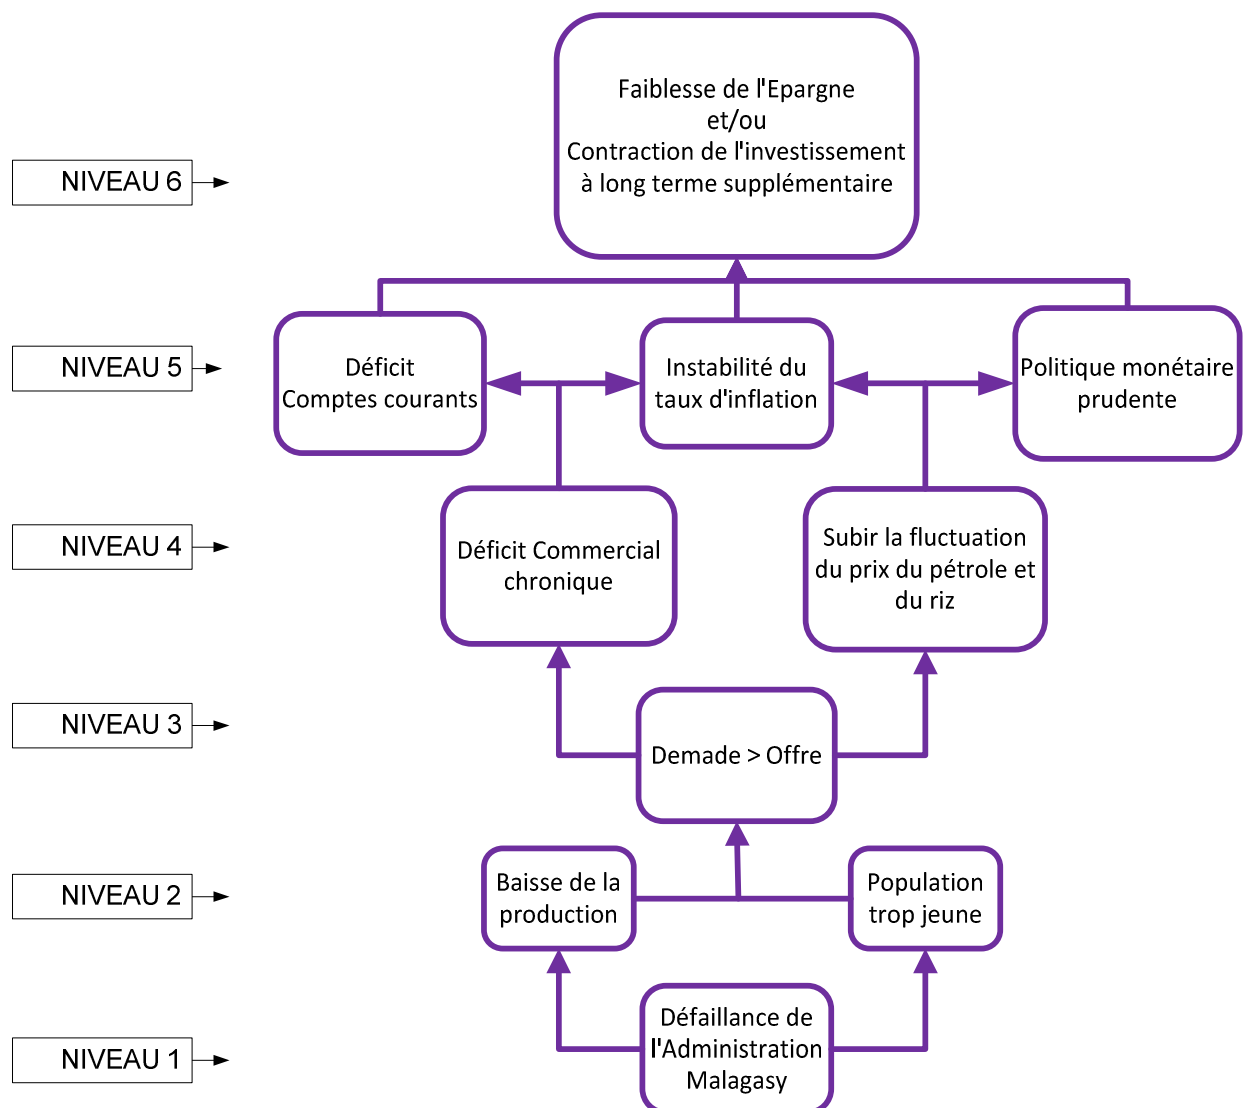 Faiblesse de l'Epargne
et/ou
Contraction de l'investissement
à long terme supplémentaire
NIVEAU 6
NIVEAU 5
Déficit
Comptes courants
Instabilité du
taux d'inflation
Politique monétaire
prudente
NIVEAU 4
Déficit Commercial
chronique
Subir la fluctuation
du prix du pétrole et
du riz
NIVEAU 3
Demade > Offre
NIVEAU 2
Baisse de la
production
Population
trop jeune
NIVEAU 1
Défaillance de
l'Administration
Malagasy